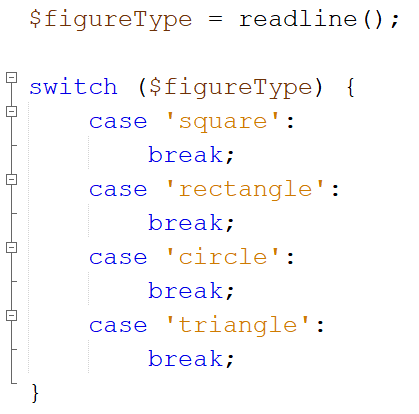 $figureType = readline();
switch ($figureType) {
case 'square':
break;
case 'rectangle':
break;
case 'circle':
break;
case 'triangle':
break;
}